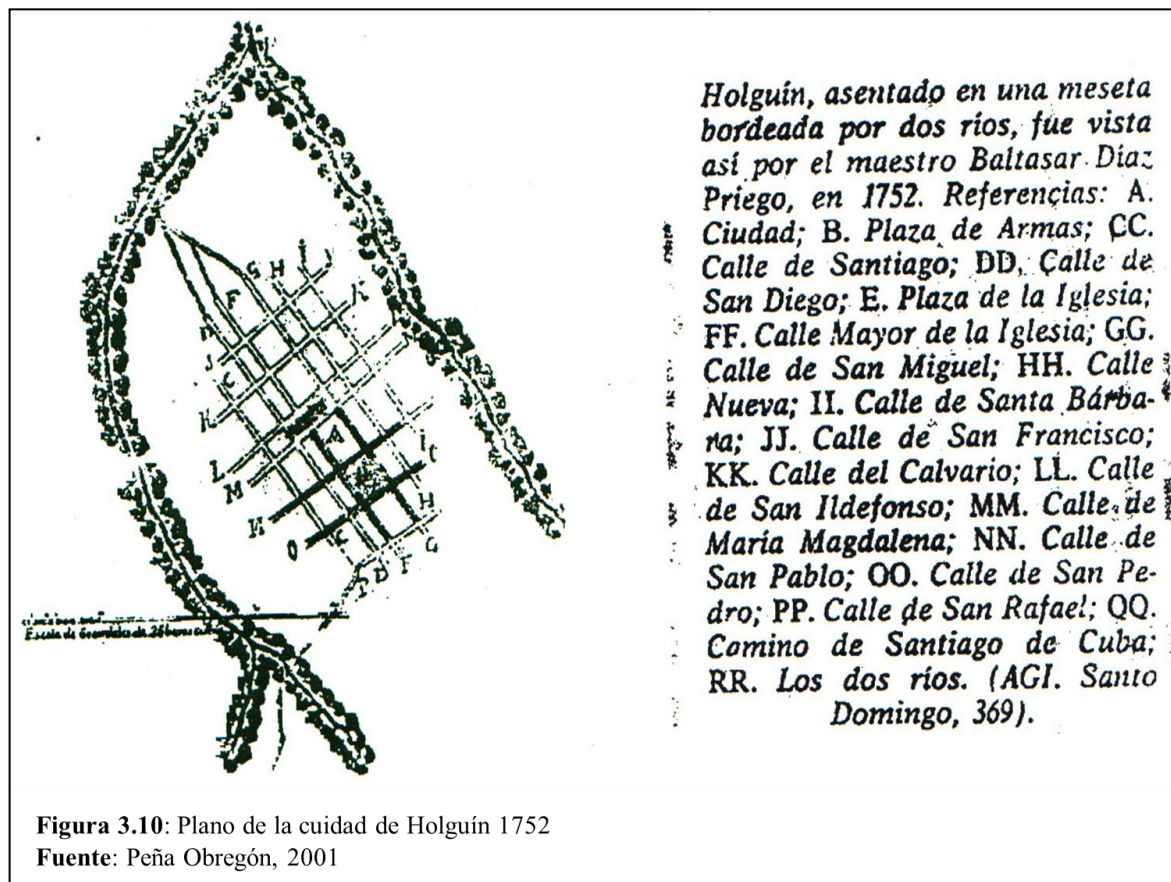 Holguín, asentado en una meseta
bordeada por dos ríos, fue vista
así por el maestro Baltasar Díaz
Priego, en 1752. Referencias: A.
Ciudad; B. Plaza de Armas; CC.
Calle de Santiago; DD. Calle de
San Diego; E. Plaza de la Iglesia;
FF. Calle Mayor de la Iglesia; GG.
Calle de San Miguel; HH. Calle
Nueva; II. Calle de Santa Bárba-
ra; JJ. Calle de San Francisco;
KK. Calle del Calvario; LL. Calle
de San Ildefonso; MM. Calle de
María Magdalena; NN. Calle de
San Pablo; OO. Calle de San Pe-
dro; PP. Calle de San Rafael; QQ.
Camino de Santiago de Cuba;
RR. Los dos ríos. (AGI. Santo
Domingo, 369).
G H I J
F K
D
J
C
K
L
M A I
N C
O C H
D F G
Escala de
Figura 3.10: Plano de la cuidad de Holguín 1752
Fuente: Peña Obregón, 2001